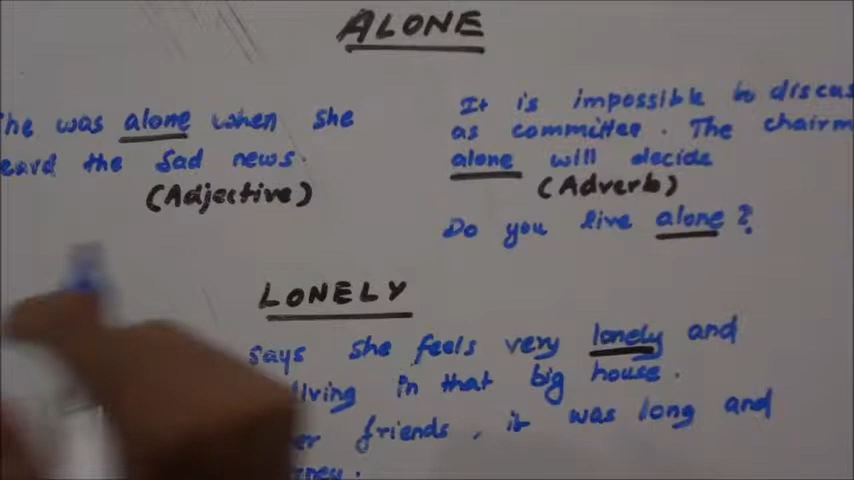 ALONE
he was alone when she
eard the sad news.
(Adjective)
It is impossible to discus
as committee. The chairm
alone will decide
(Adverb)
Do you live alone?
LONELY
says she feels very lonely and
living in that big house.
er friends, it was long and
rney.